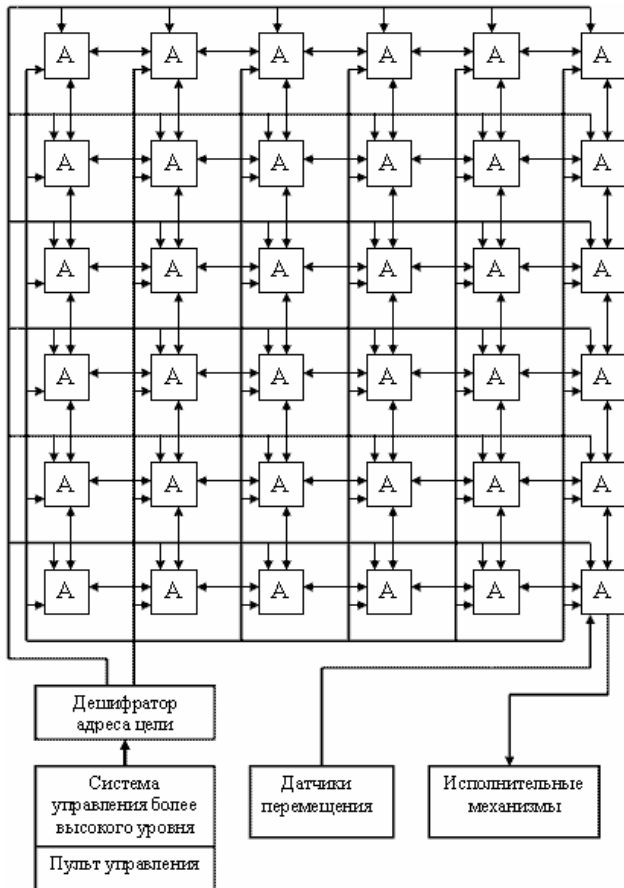 А А А А А А
А А А А А А
А А А А А А
А А А А А А
А А А А А А
А А А А А А
Дешифратор
адреса цели
Система
управления более
высокого уровня
Пульт управления
Датчики
перемещения
Исполнительные
механизмы